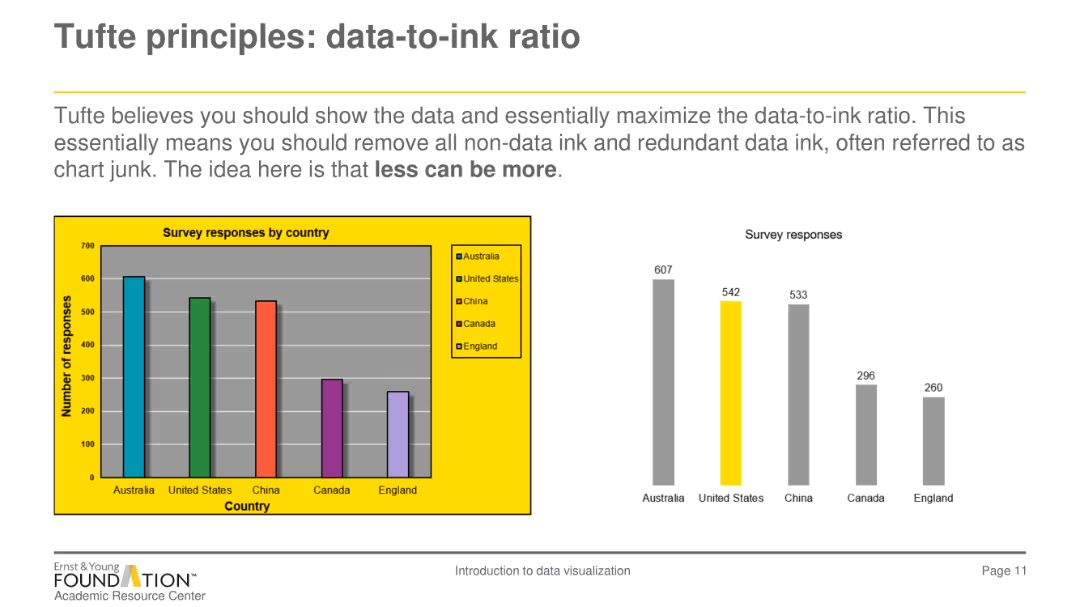 Tufte principles: data-to-ink ratio
Tufte believes you should show the data and essentially maximize the data-to-ink ratio. This
essentially means you should remove all non-data ink and redundant data ink, often referred to as
chart junk. The idea here is that less can be more.
Survey responses by country
700
600
500
400
300
200
100
0
Number of responses
Australia United States China Canada England
Country
Australia
United States
China
Canada
England
Survey responses
607
542
533
296
260
Australia United States China Canada England
Ernst & Young
FOUNDATION™
Academic Resource Center
Introduction to data visualization
Page 11